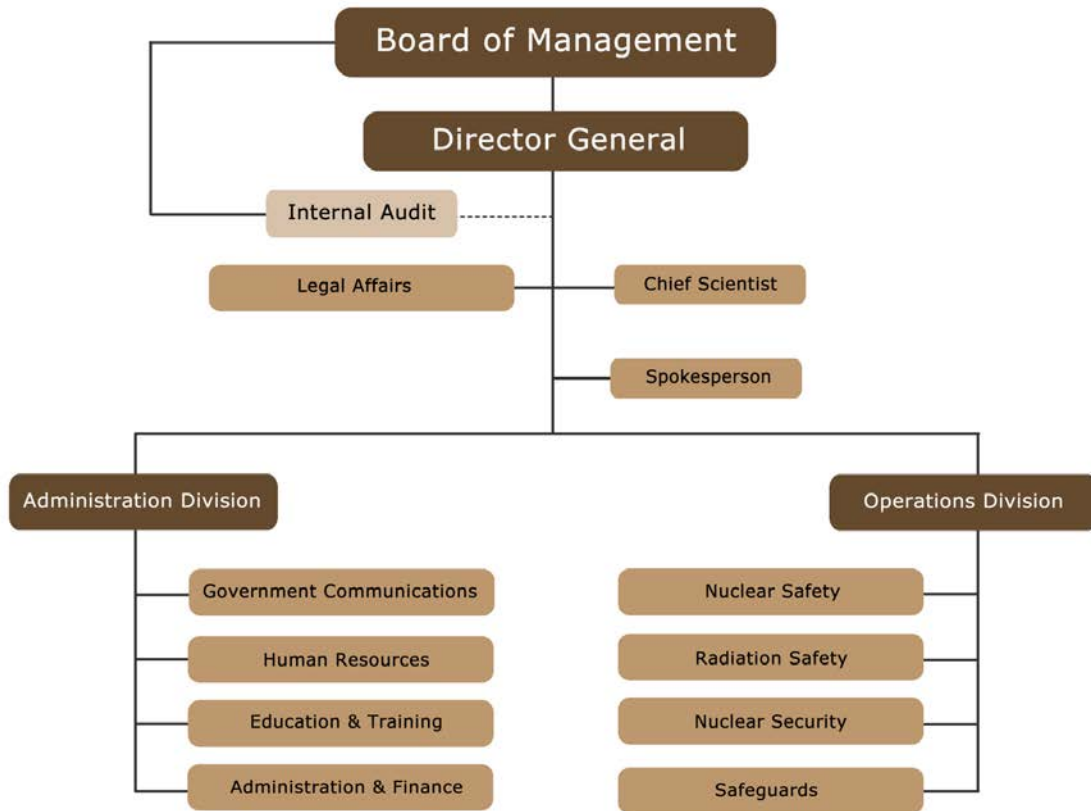 Board of Management
Director General
Internal Audit
Legal Affairs
Chief Scientist
Spokesperson
Administration Division
Operations Division
Government Communications
Human Resources
Education & Training
Administration & Finance
Nuclear Safety
Radiation Safety
Nuclear Security
Safeguards